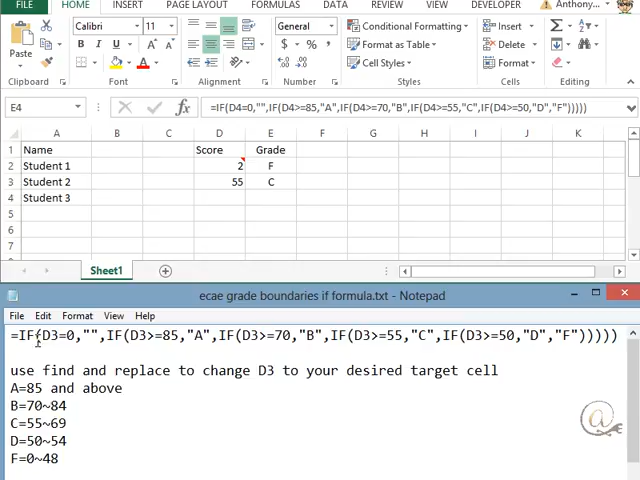 FILE HOME INSERT PAGE LAYOUT FORMULAS DATA REVIEW VIEW DEVELOPER Anthony...
Calibri 11 General Conditional Formatting Insert
Paste B I U A A $ % Format as Table Delete
Cell Styles Format
Clipboard Font Alignment Number Styles Cells Editing
E4 fx =IF(D4=0,"",IF(D4>=85,"A",IF(D4>=70,"B",IF(D4>=55,"C",IF(D4>=50,"D","F")))))
A B C D E F G H I J K
1 Name Score Grade
2 Student 1 2 F
3 Student 2 55 C
4 Student 3
5
6
7
Sheet1
ecae grade boundaries if formula.txt - Notepad
File Edit Format View Help
=IF(D3=0,"",IF(D3>=85,"A",IF(D3>=70,"B",IF(D3>=55,"C",IF(D3>=50,"D","F")))))
use find and replace to change D3 to your desired target cell
A=85 and above
B=70~84
C=55~69
D=50~54
F=0~48